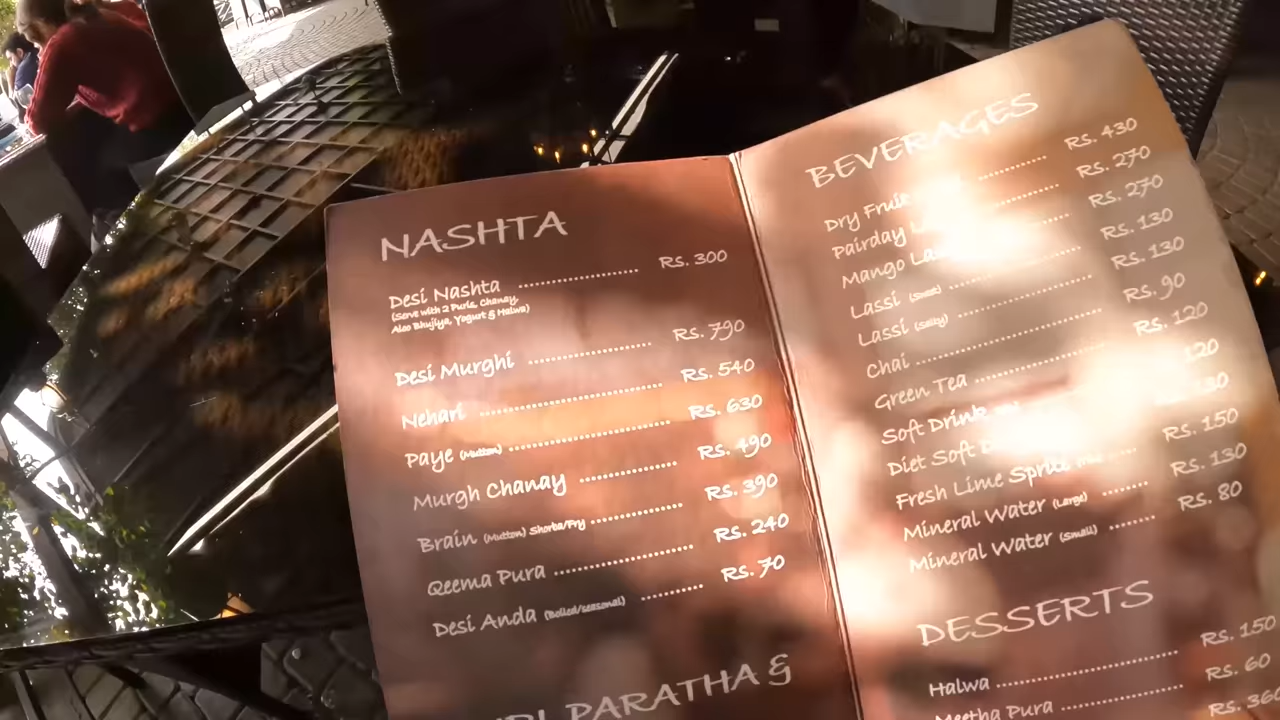 NASHTA
Desi Nashta ........................ Rs. 300
(Serve with 2 Puris, Chanay,
Aloo Bhujiya, Yogurt & Halwa)
Desi Murghi ........................ Rs. 790
Nehari ........................ Rs. 540
Paye (Mutton) ........................ Rs. 630
Murgh Chanay ........................ Rs. 490
Brain (Mutton) Shorba/Fry ........................ Rs. 390
Qeema Pura ........................ Rs. 240
Desi Anda (Boiled/seasonal) ............... Rs. 70
PARATHA &
BEVERAGES
Dry Fruit ............... Rs. 430
Pairday ............... Rs. 270
Mango ............... Rs. 270
Lassi (Sweet) ........................ Rs. 130
Lassi (Salty) ........................ Rs. 130
Chai ........................ Rs. 90
Green Tea ........................ Rs. 120
Soft Drink 120
Diet Soft
Fresh Lime Sprite ............... Rs. 150
Mineral Water (Large) ........ Rs. 130
Mineral Water (Small) ........ Rs. 80
DESSERTS
Halwa ........................ Rs. 150
Meetha Pura ........................ Rs. 60
Rs. 360